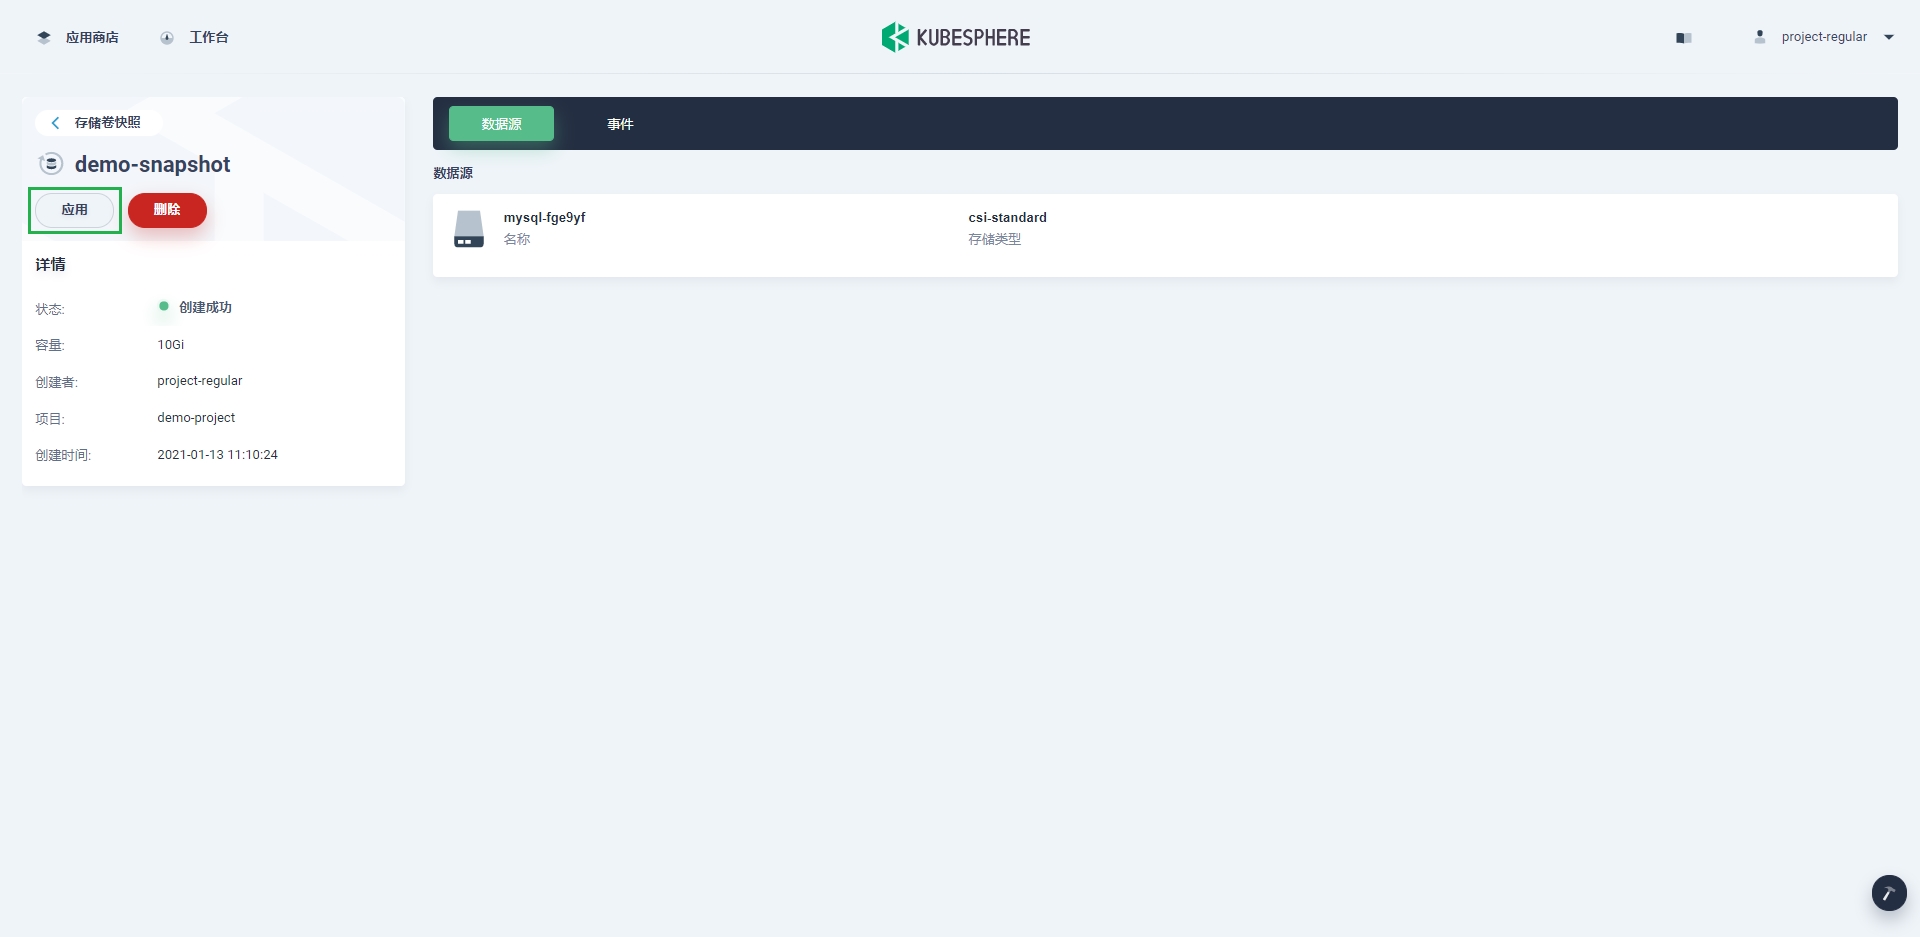 应用商店
工作台
KUBESPHERE
project-regular
存储卷快照
demo-snapshot
应用
删除
详情
状态:
创建成功
容量:
10Gi
创建者:
project-regular
项目:
demo-project
创建时间:
2021-01-13 11:10:24
数据源
事件
数据源
mysql-fge9yf
名称
csi-standard
存储类型